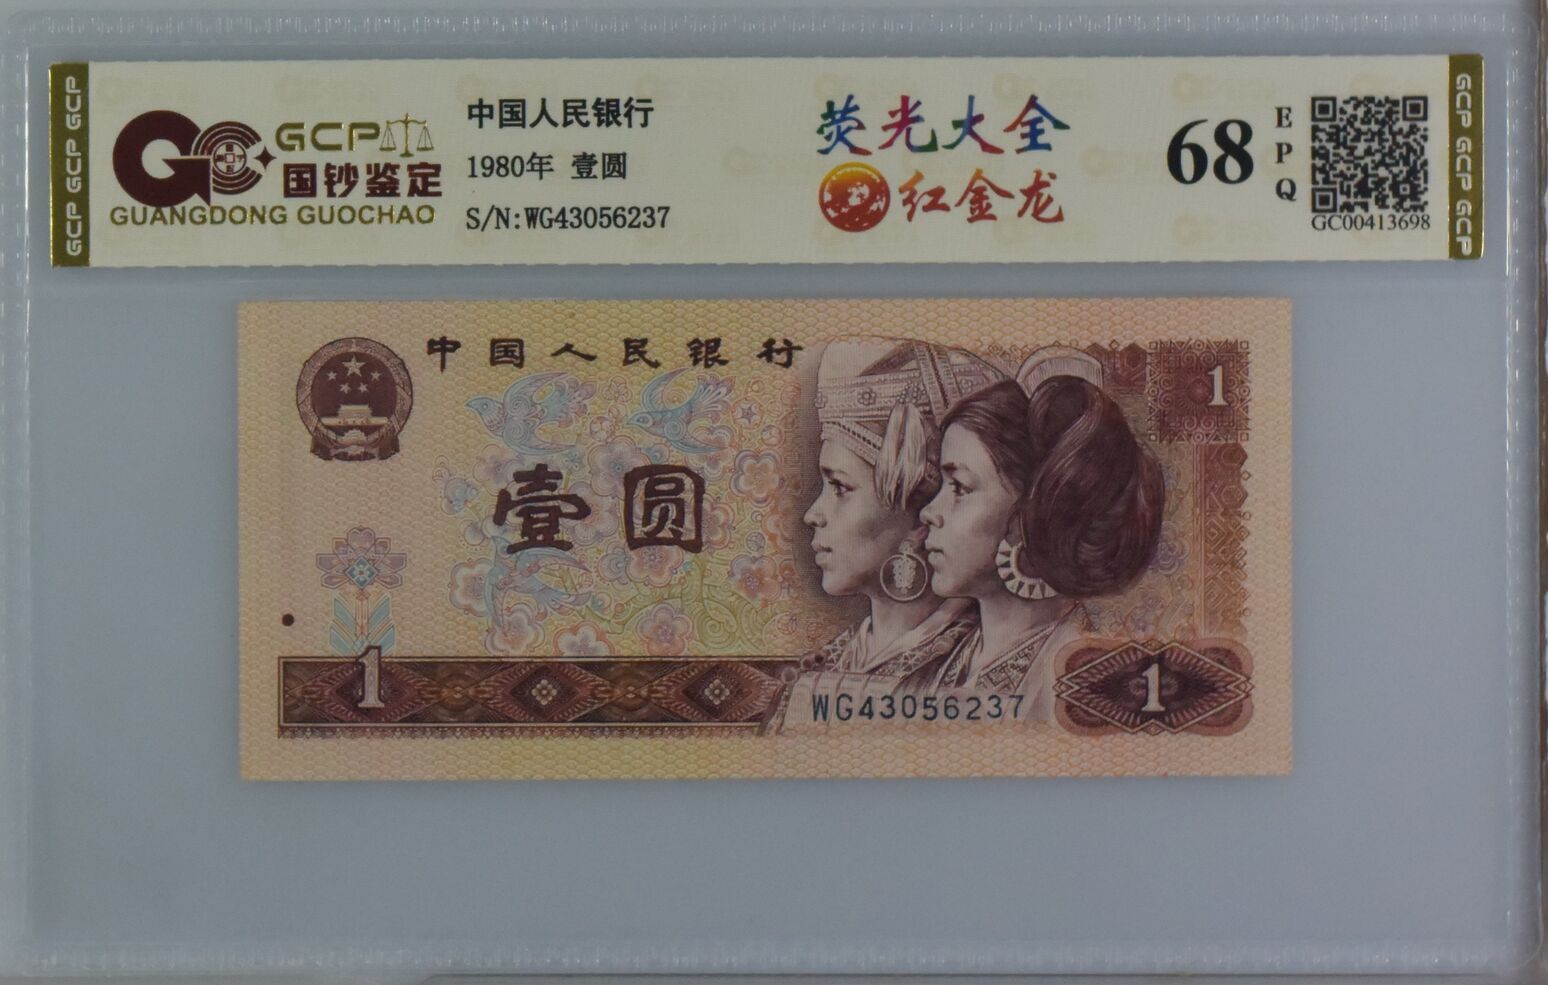 GCP GCP GCP
GCP
国钞鉴定
GUANGDONG GUOCHAO
中国人民银行
1980年 壹圆
S/N:WG43056237
荧光大全
红金龙
68
EPQ
GC00413698
GCP GCP GCP
中国人民银行
1
壹圆
1
WG43056237
1